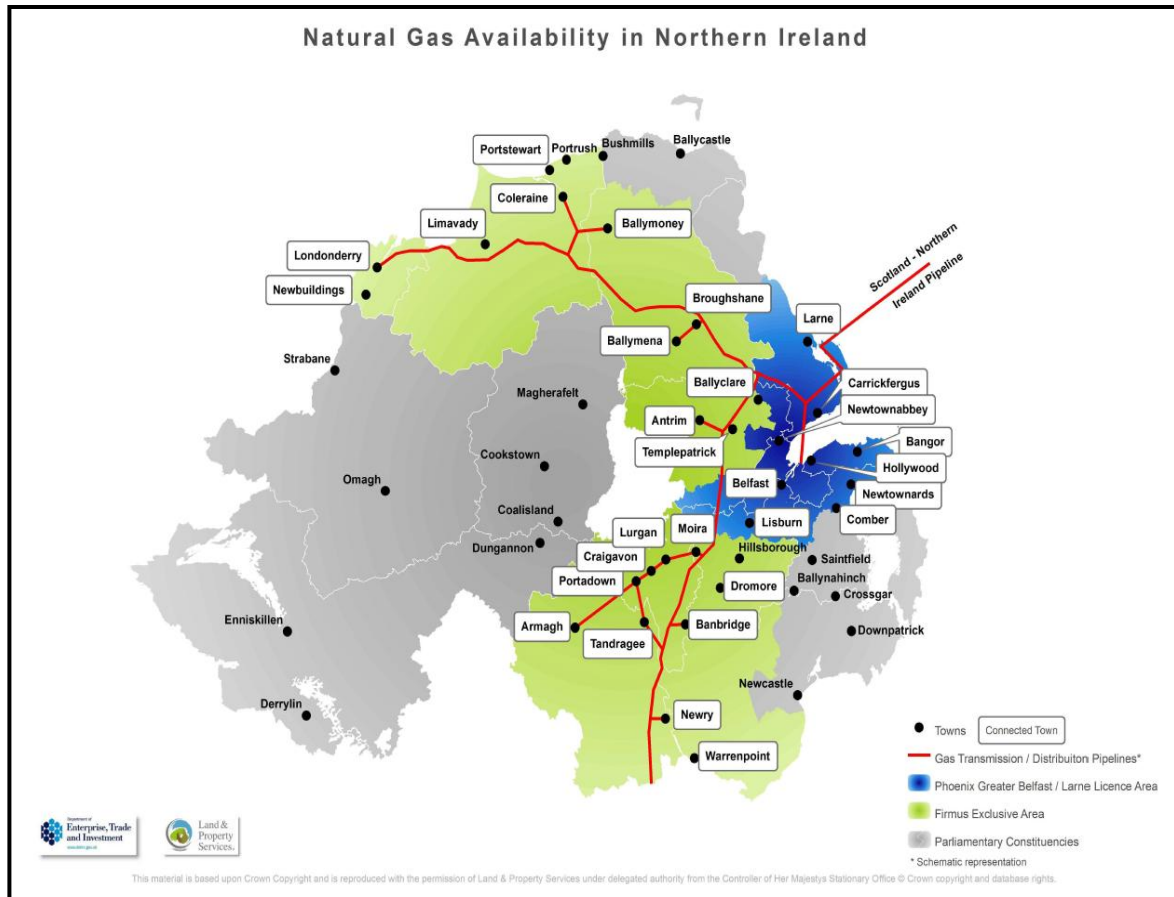 Natural Gas Availability in Northern Ireland
Portstewart
Portrush
Bushmills
Ballycastle
Coleraine
Limavady
Ballymoney
Londonderry
Newbuildings
Scotland - Northern
Ireland Pipeline
Broughshane
Larne
Ballymena
Strabane
Ballyclare
Carrickfergus
Magherafelt
Newtownabbey
Antrim
Bangor
Templepatrick
Cookstown
Hollywood
Omagh
Belfast
Newtownards
Coalisland
Lisburn
Comber
Lurgan
Moira
Dungannon
Craigavon
Hillsborough
Saintfield
Portadown
Ballynahinch
Dromore
Crossgar
Armagh
Banbridge
Enniskillen
Tandragee
Downpatrick
Newcastle
Derrylin
Newry
Warrenpoint
Towns
Connected Town
Gas Transmission / Distribuiton Pipelines*
Phoenix Greater Belfast / Larne Licence Area
Firmus Exclusive Area
Parliamentary Constituencies
* Schematic representation
Department of
Enterprise, Trade
and Investment
www.detini.gov.uk
Land &
Property
Services.
This material is based upon Crown Copyright and is reproduced with the permission of Land & Property Services under delegated authority from the Controller of Her Majestys Stationary Office © Crown copyright and database rights.